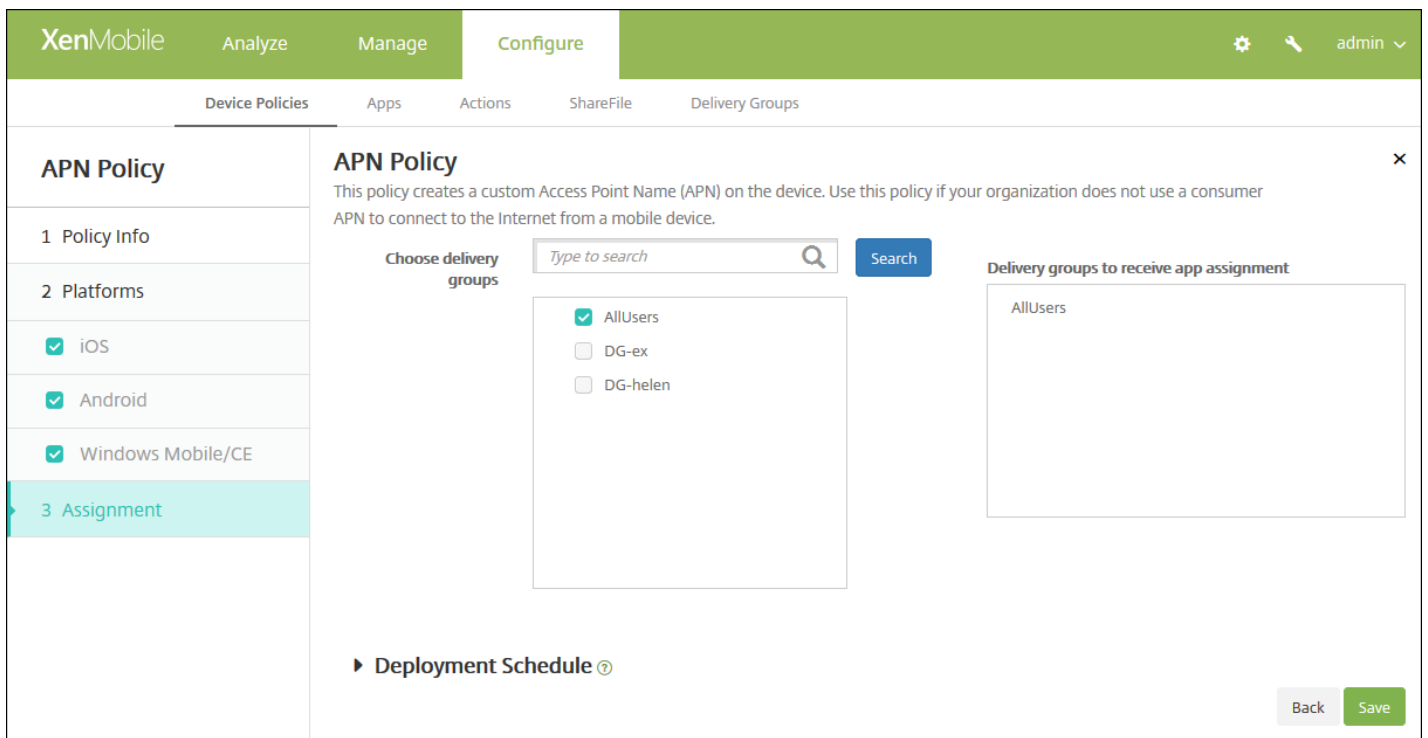 XenMobile Analyze Manage Configure admin
Device Policies Apps Actions ShareFile Delivery Groups
APN Policy
1 Policy Info
2 Platforms
iOS
Android
Windows Mobile/CE
3 Assignment
APN Policy
This policy creates a custom Access Point Name (APN) on the device. Use this policy if your organization does not use a consumer
APN to connect to the Internet from a mobile device.
Choose delivery
groups
Type to search
Search
AllUsers
DG-ex
DG-helen
Delivery groups to receive app assignment
AllUsers
Deployment Schedule
Back Save